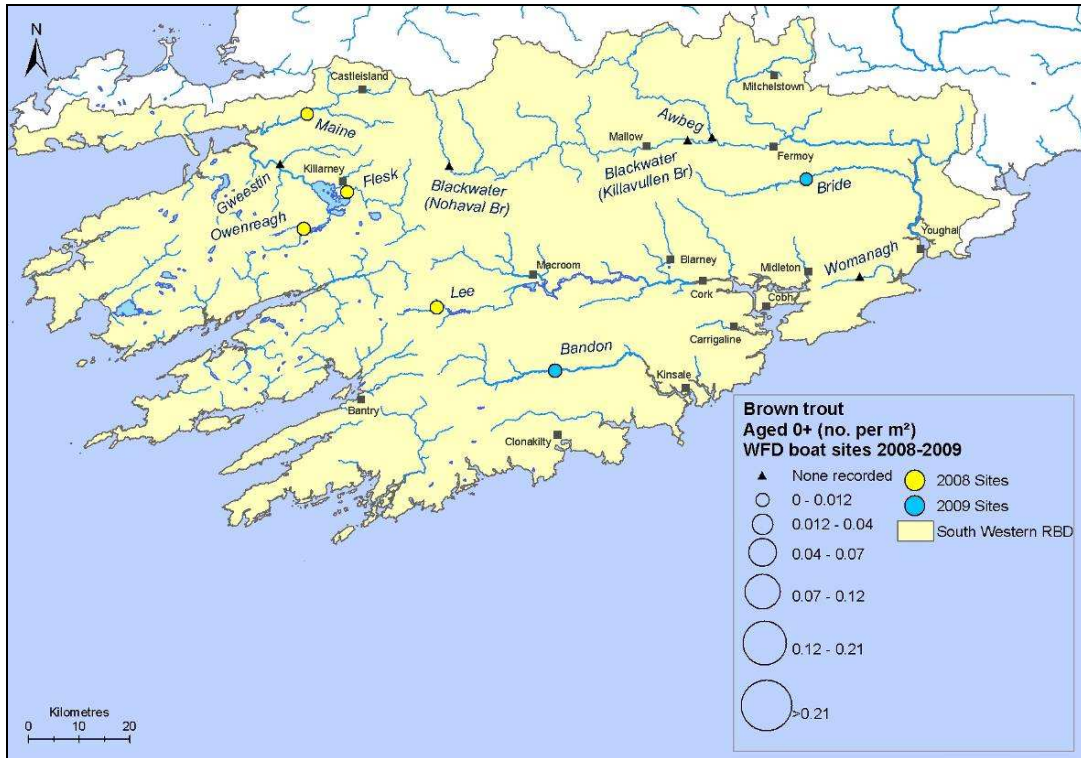 N
Castleisland
Maine
Mitchelstown
Awbeg
Mallow
Fermoy
Blackwater
(Killavullen Br)
Gweestin
Killarney
Flesk
Blackwater
(Nohaval Br)
Bride
Owenreagh
Youghal
Womanagh
Macroom
Blarney
Midleton
Cork
Cobh
Lee
Carrigaline
Bandon
Kinsale
Bantry
Clonakilty
Brown trout
Aged 0+ (no. per m²)
WFD boat sites 2008-2009
None recorded
0 - 0.012
0.012 - 0.04
0.04 - 0.07
0.07 - 0.12
0.12 - 0.21
>0.21
2008 Sites
2009 Sites
South Western RBD
Kilometres
0 10 20